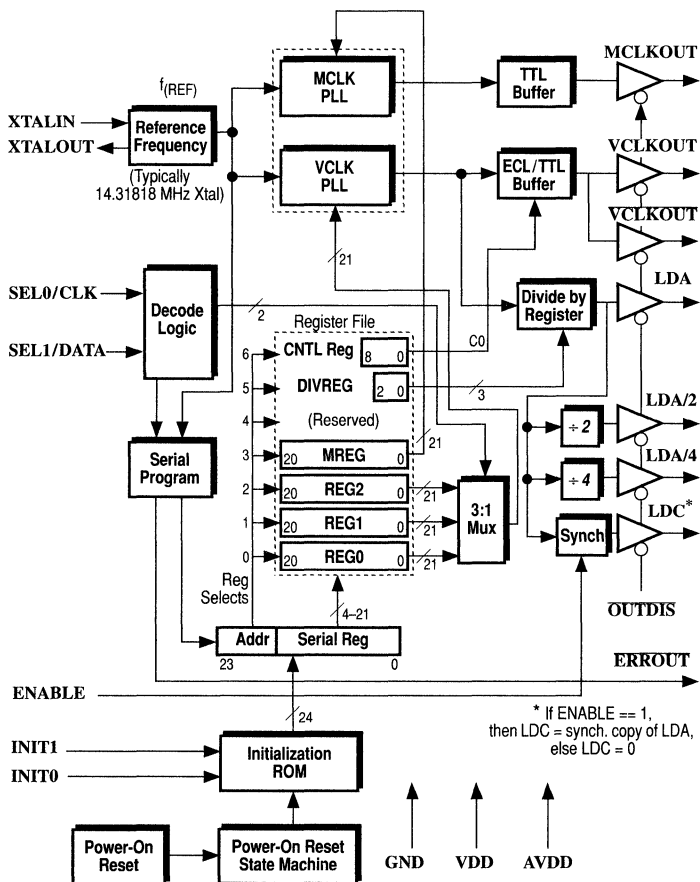 MCLKOUT
f(REF)
MCLK
PLL
TTL
Buffer
XTALIN
XTALOUT
Reference
Frequency
(Typically
14.31818 MHz Xtal)
VCLK
PLL
ECL/TTL
Buffer
VCLKOUT
VCLKOUT
21
SEL0/CLK
SEL1/DATA
Decode
Logic
2
LDA
Divide by
Register
Register File
C0
6
CNTL Reg
8 0
5
DIVREG
2 0
3
4
(Reserved)
21
3
20 MREG 0
2
20 REG2 0
21
1
20 REG1 0
21
0
20 REG0 0
21
3:1
Mux
Serial
Program
LDA/2
÷ 2
LDA/4
÷ 4
LDC*
Synch
Reg
Selects
4–21
OUTDIS
Addr Serial Reg
23 0
ERROUT
ENABLE
24
* If ENABLE == 1,
then LDC = synch. copy of LDA,
else LDC = 0
INIT1
INIT0
Initialization
ROM
Power-On
Reset
Power-On Reset
State Machine
GND VDD AVDD